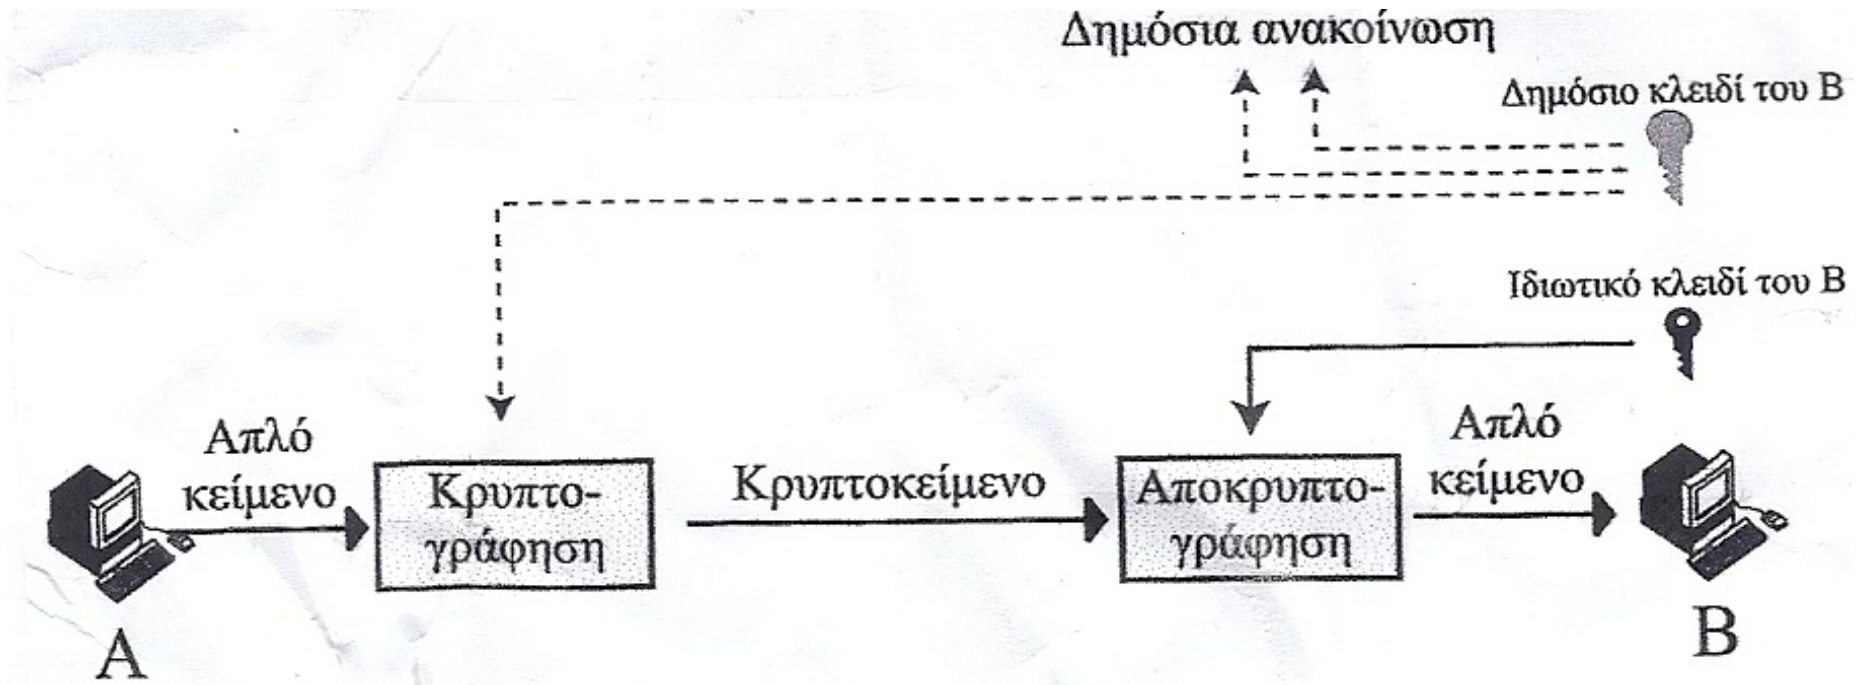 Δημόσια ανακοίνωση
Δημόσιο κλειδί του Β
Ιδιωτικό κλειδί του Β
Απλό
κείμενο
Κρυπτο-
γράφηση
Κρυπτοκείμενο
Αποκρυπτο-
γράφηση
Απλό
κείμενο
Α
Β